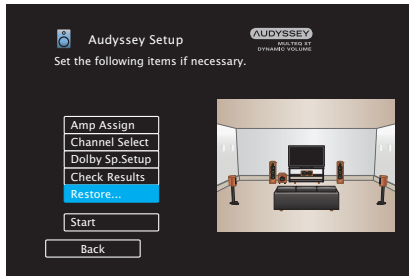 Audyssey Setup
AUDYSSEY
MULTEQ XT
DYNAMIC VOLUME
Set the following items if necessary.
Amp Assign
Channel Select
Dolby Sp.Setup
Check Results
Restore...
Start
Back